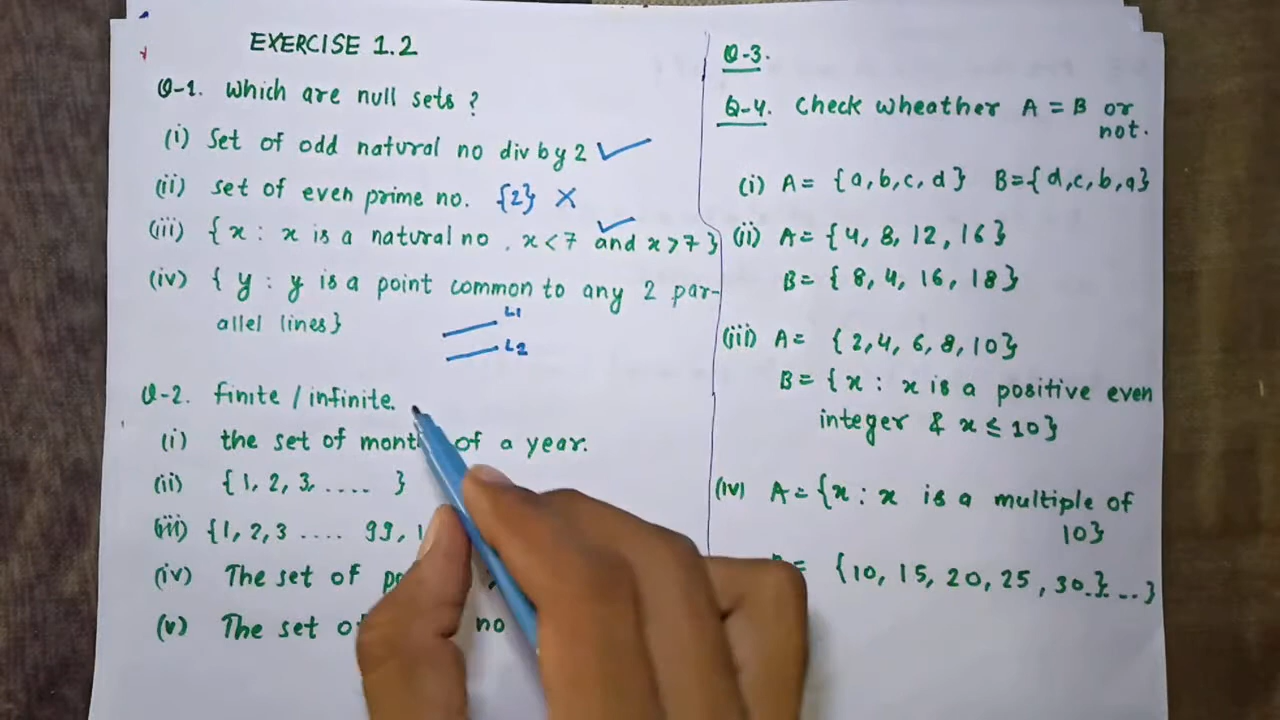 EXERCISE 1.2
Q-1. Which are null sets ?
(i) Set of odd natural no div by 2 ✓
(ii) set of even prime no. {2} X
(iii) { x : x is a natural no , x < 7 and x > 7 } ✓
(iv) { y : y is a point common to any 2 par-
allel lines}
L1
L2
Q-2. finite / infinite.
(i) the set of of a year.
(ii) { 1, 2, 3, .... }
(iii) {1, 2, 3 .... 99,
(iv) The set of
(v) The set no
Q-3.
Q-4. Check wheather A = B or
not.
(i) A = {a, b, c, d} B={d, c, b, a}
(ii) A = {4, 8, 12, 16}
B = { 8, 4, 16, 18}
(iii) A = { 2, 4, 6, 8, 10}
B = { x : x is a positive even
integer & x ≤ 10}
(iv) A = {x : x is a multiple of
10}
= {10, 15, 20, 25, 30.}...}